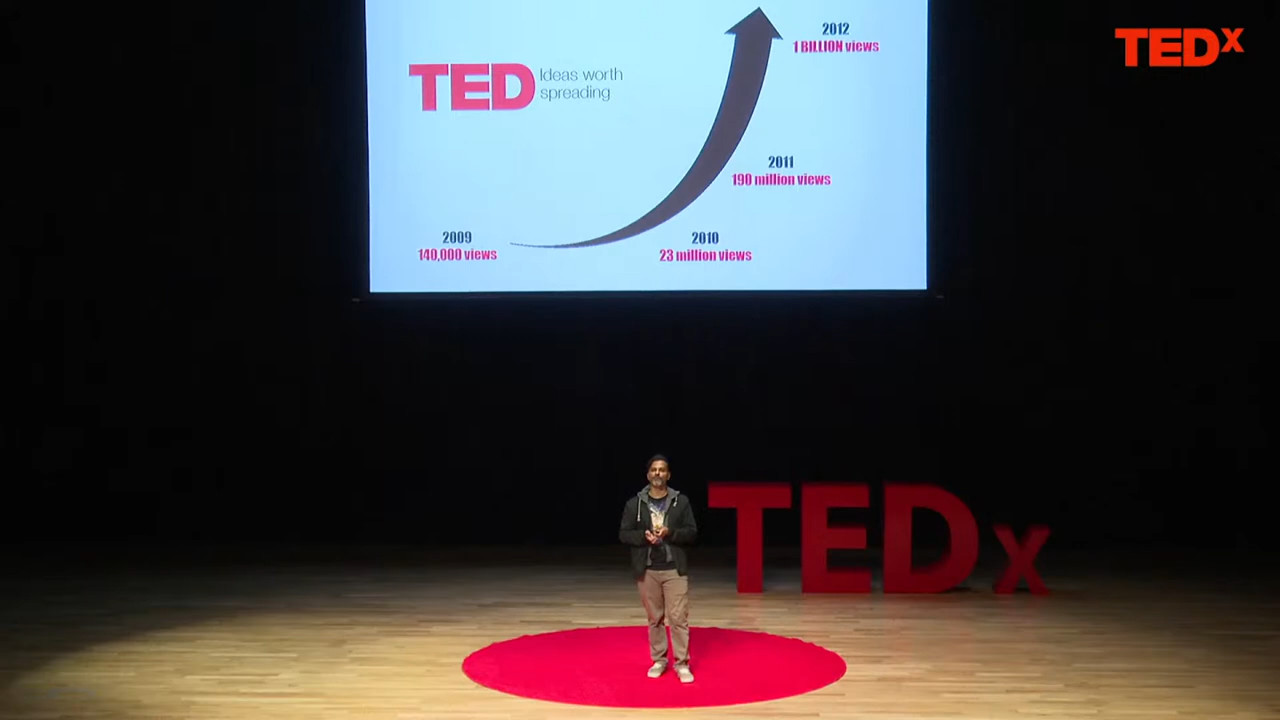 2012
1 BILLION views
TEDx
TED Ideas worth
spreading
2011
190 million views
2009
140,000 views
2010
23 million views
TEDx